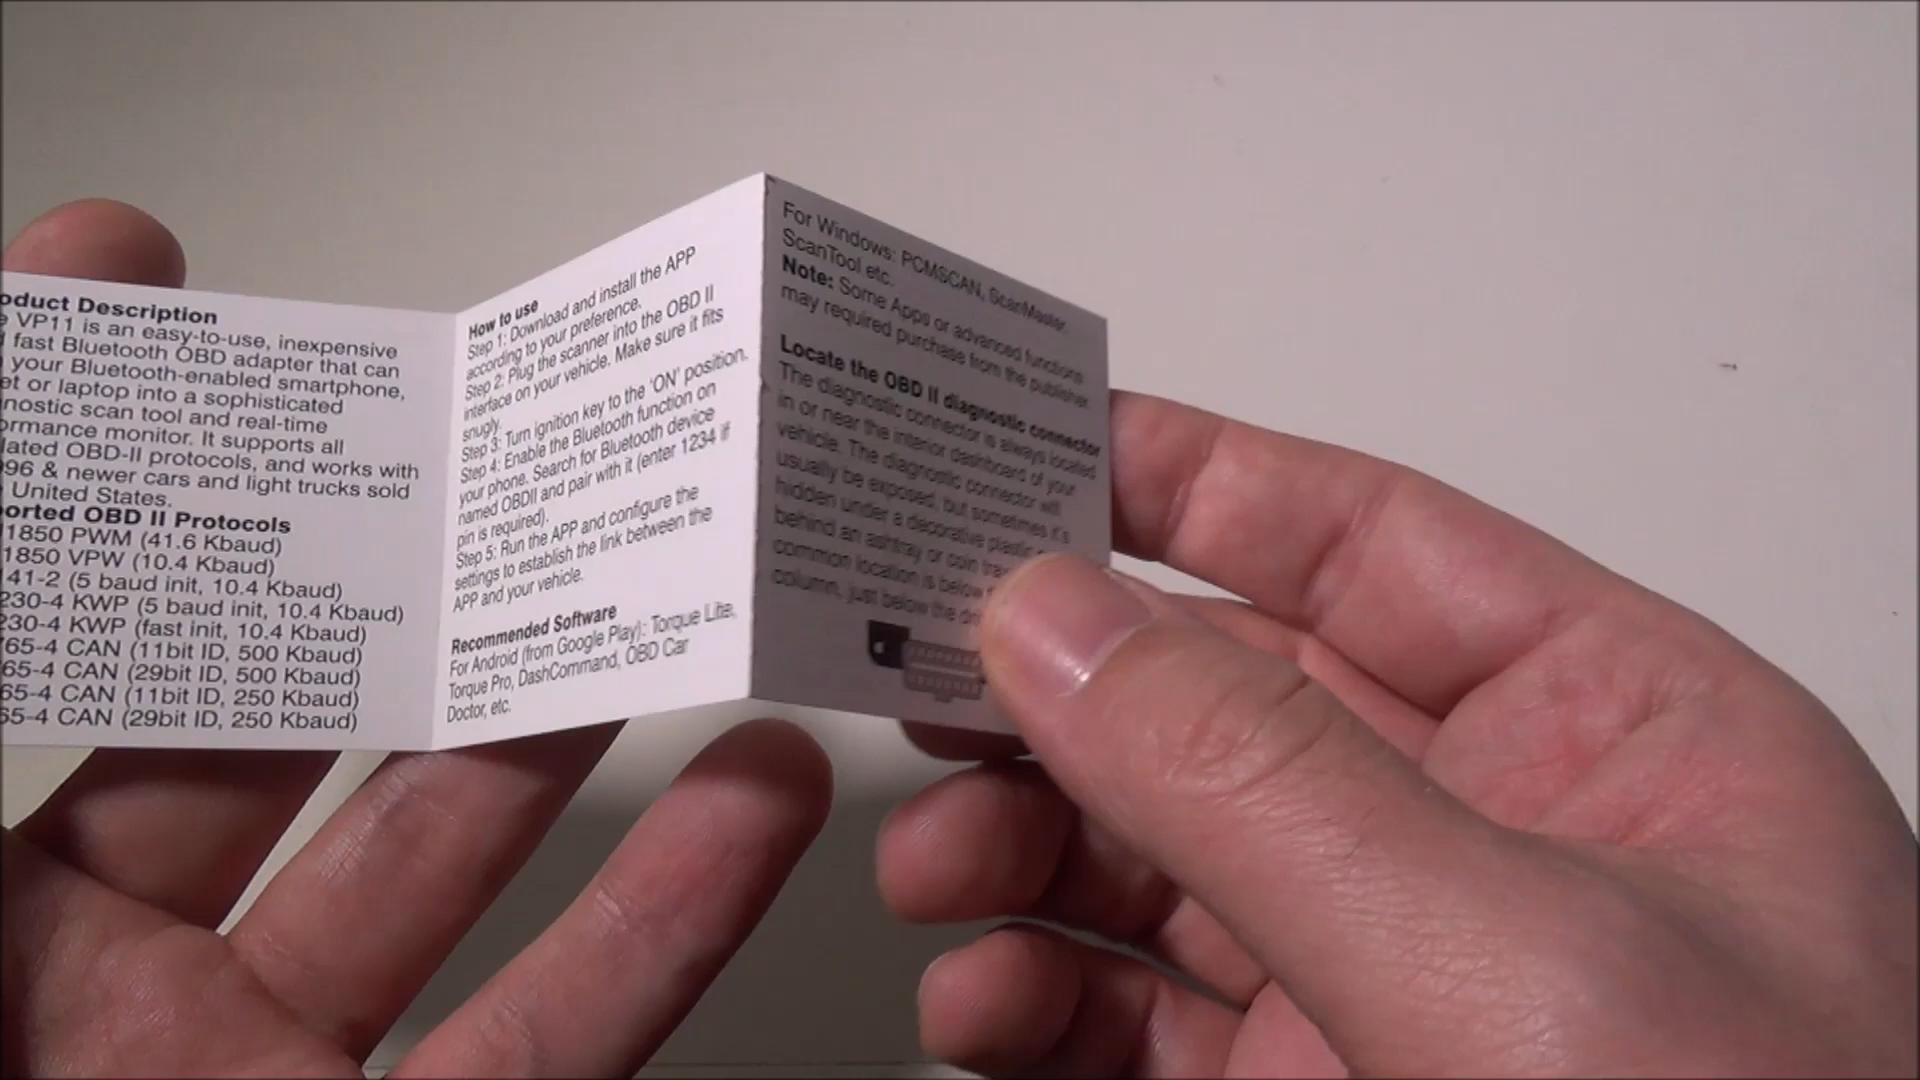 oduct Description
VP11 is an easy-to-use, inexpensive
fast Bluetooth OBD adapter that can
your Bluetooth-enabled smartphone,
et or laptop into a sophisticated
nostic scan tool and real-time
ormance monitor. It supports all
lated OBD-II protocols, and works with
96 & newer cars and light trucks sold
United States.
orted OBD II Protocols
1850 PWM (41.6 Kbaud)
1850 VPW (10.4 Kbaud)
41-2 (5 baud init, 10.4 Kbaud)
230-4 KWP (5 baud init, 10.4 Kbaud)
230-4 KWP (fast init, 10.4 Kbaud)
65-4 CAN (11bit ID, 500 Kbaud)
65-4 CAN (29bit ID, 500 Kbaud)
65-4 CAN (11bit ID, 250 Kbaud)
65-4 CAN (29bit ID, 250 Kbaud)
How to use
Step 1: Download and install the APP
according to your preference.
Step 2: Plug the scanner into the OBD II
interface on your vehicle. Make sure it fits
snugly.
Step 3: Turn ignition key to the 'ON' position.
Step 4: Enable the Bluetooth function on
your phone. Search for Bluetooth device
named OBDII and pair with it (enter 1234 if
pin is required).
Step 5: Run the APP and configure the
settings to establish the link between the
APP and your vehicle.
Recommended Software
For Android (from Google Play): Torque Lite,
Torque Pro, DashCommand, OBD Car
Doctor, etc.
For Windows: PCMSCAN, ScanMaster,
ScanTool etc.
Note: Some Apps or advanced functions
may required purchase from the publisher.
Locate the OBD II diagnostic connector
The diagnostic connector is always located
in or near the interior dashboard of your
vehicle. The diagnostic connector will
usually be exposed, but sometimes it's
hidden under a decorative plastic
behind an ashtray or coin tray
common location is below
column, just below the